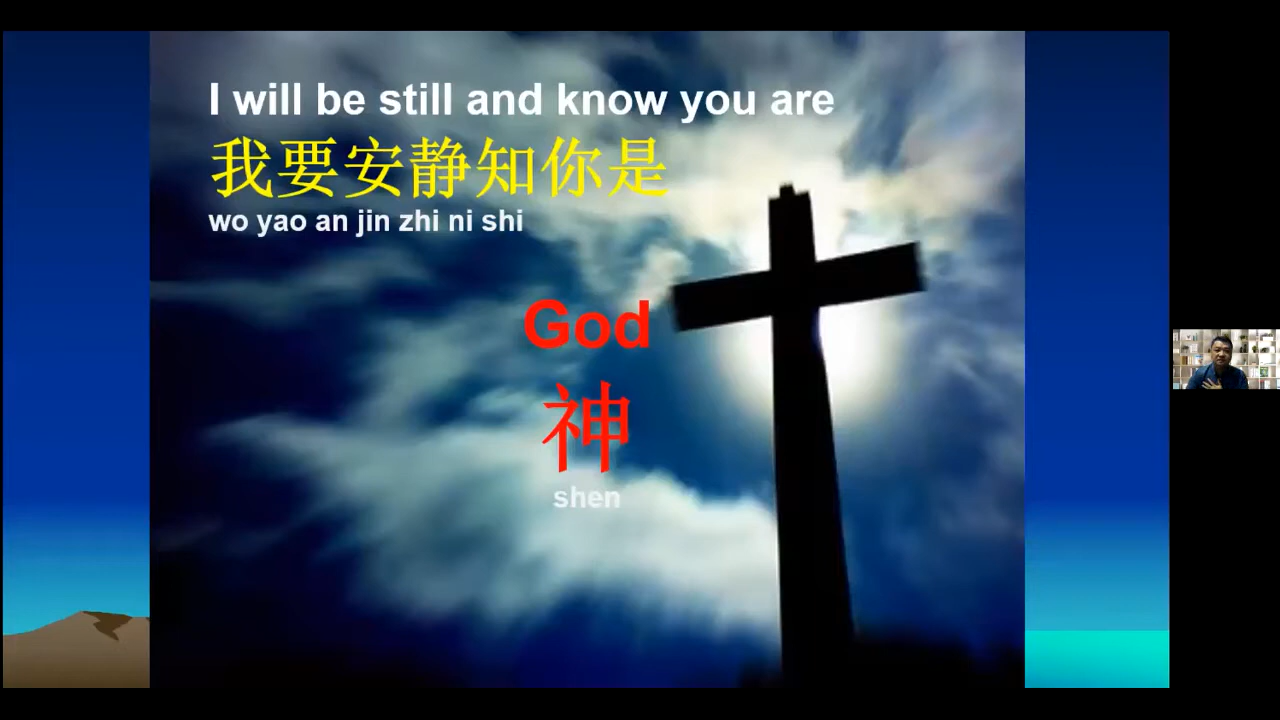 I will be still and know you are
我要安静知你是
wo yao an jin zhi ni shi
God
神
shen